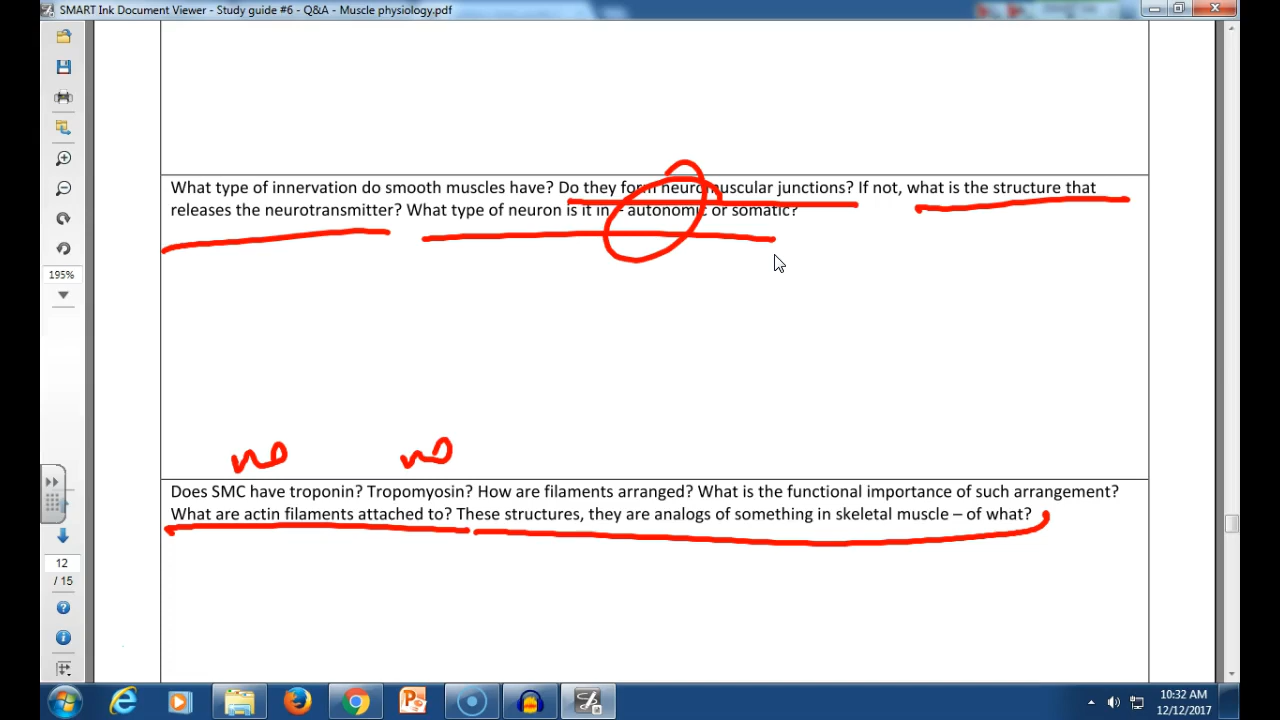 SMART Ink Document Viewer - Study guide #6 - Q&A - Muscle physiology.pdf
What type of innervation do smooth muscles have? Do they form neuromuscular junctions? If not, what is the structure that
releases the neurotransmitter? What type of neuron is it in – autonomic or somatic?
195%
no no
Does SMC have troponin? Tropomyosin? How are filaments arranged? What is the functional importance of such arrangement?
What are actin filaments attached to? These structures, they are analogs of something in skeletal muscle – of what?
12
/ 15
10:32 AM
12/12/2017